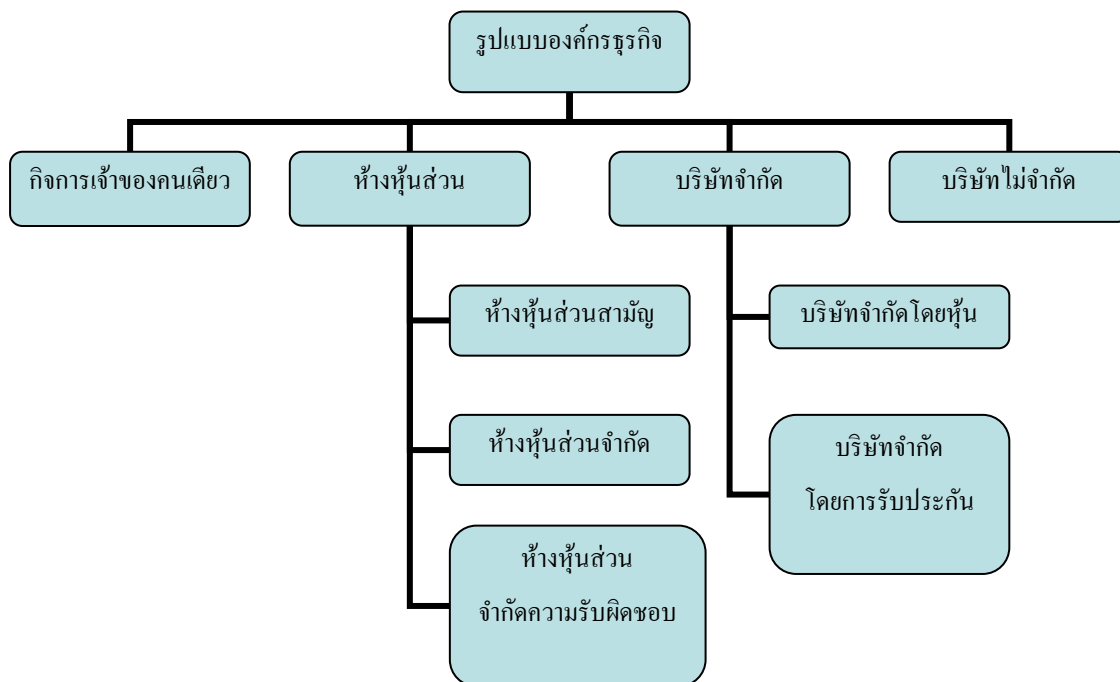 รูปแบบองค์กรธุรกิจ
กิจการเจ้าของคนเดียว
ห้างหุ้นส่วน
บริษัทจำกัด
บริษัทไม่จำกัด
ห้างหุ้นส่วนสามัญ
บริษัทจำกัดโดยหุ้น
ห้างหุ้นส่วนจำกัด
บริษัทจำกัด
โดยการรับประกัน
ห้างหุ้นส่วน
จำกัดความรับผิดชอบ